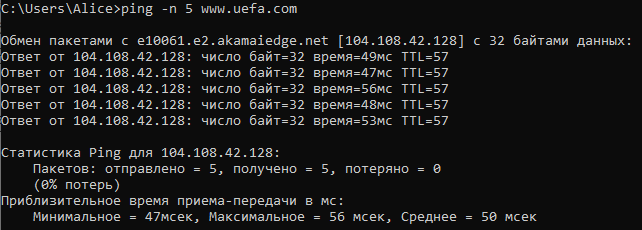 C:\Users\Alice>ping -n 5 www.uefa.com
Обмен пакетами с e10061.e2.akamaiedge.net [104.108.42.128] с 32 байтами данных:
Ответ от 104.108.42.128: число байт=32 время=49мс TTL=57
Ответ от 104.108.42.128: число байт=32 время=47мс TTL=57
Ответ от 104.108.42.128: число байт=32 время=56мс TTL=57
Ответ от 104.108.42.128: число байт=32 время=48мс TTL=57
Ответ от 104.108.42.128: число байт=32 время=53мс TTL=57
Статистика Ping для 104.108.42.128:
Пакетов: отправлено = 5, получено = 5, потеряно = 0
(0% потерь)
Приблизительное время приема-передачи в мс:
Минимальное = 47мсек, Максимальное = 56 мсек, Среднее = 50 мсек